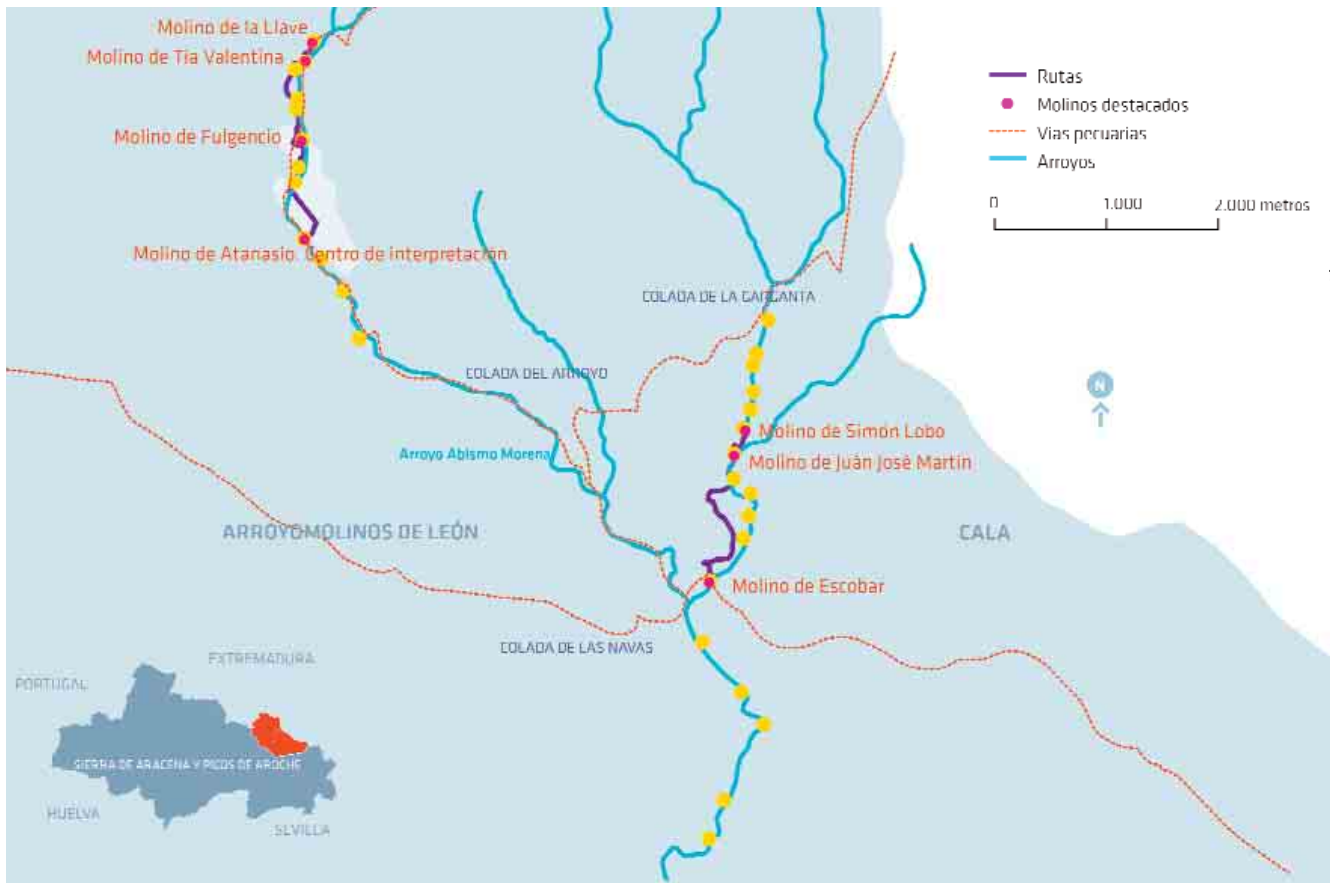 Molino de la Llave
Molino de Tia Valentina
Molino de Fulgencio
Molino de Atanasio. Centro de interpretación
Rutas
Molinos destacados
Vias pecuarias
Arroyos
0 1.000 2.000 metros
COLADA DE LA GARGANTA
COLADA DEL ARROYO
N
Molino de Simón Lobo
Arroyo Abismo Morena
Molino de Juán José Martín
ARROYOMOLINOS DE LEÓN
CALA
Molino de Escobar
COLADA DE LAS NAVAS
EXTREMADURA
PORTUGAL
SIERRA DE ARACENA Y PICOS DE AROCHE
HUELVA
SEVILLA